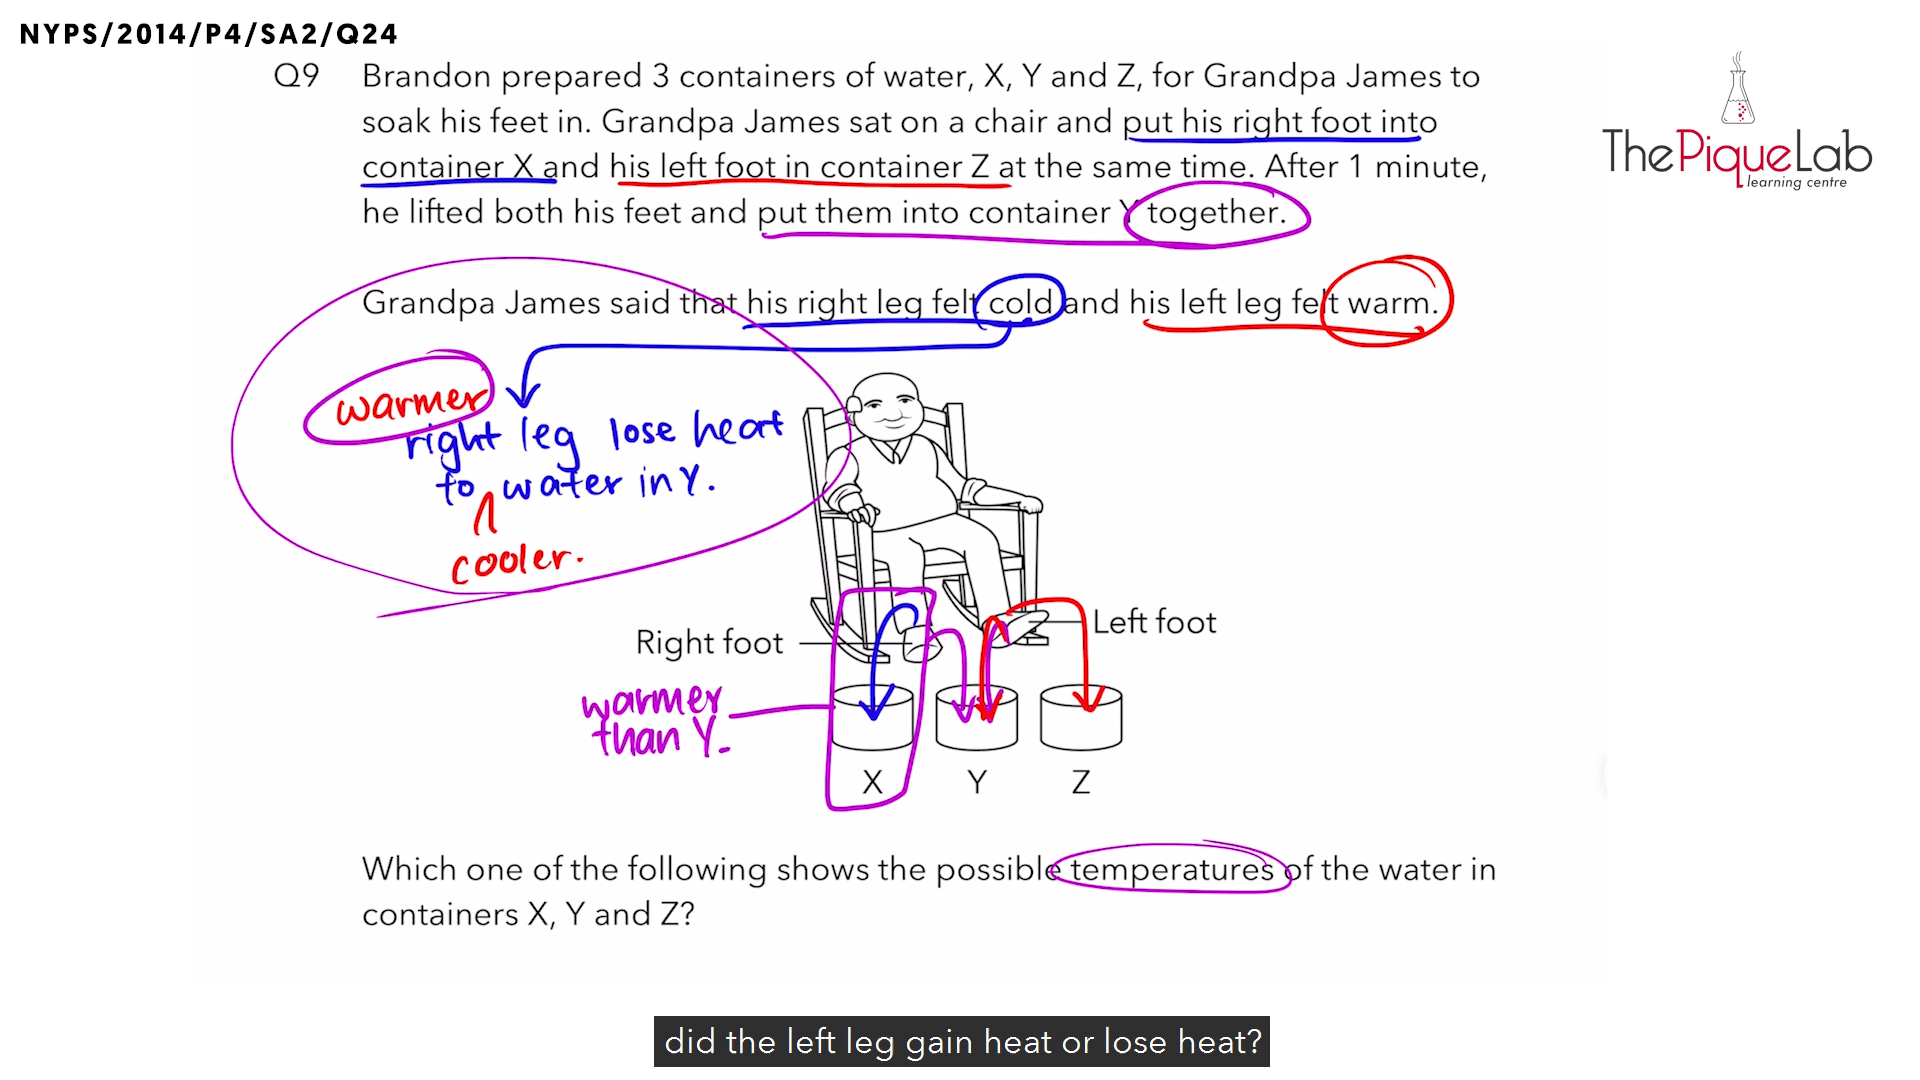 NYPS/2014/P4/SA2/Q24
Q9 Brandon prepared 3 containers of water, X, Y and Z, for Grandpa James to
soak his feet in. Grandpa James sat on a chair and put his right foot into
container X and his left foot in container Z at the same time. After 1 minute,
he lifted both his feet and put them into container Y together.
ThePiqueLab
learning centre
Grandpa James said that his right leg felt cold and his left leg felt warm.
warmer
right leg lose heat
to water in Y.
cooler.
Right foot
Left foot
warmer
than Y.
X Y Z
Which one of the following shows the possible temperatures of the water in
containers X, Y and Z?
did the left leg gain heat or lose heat?